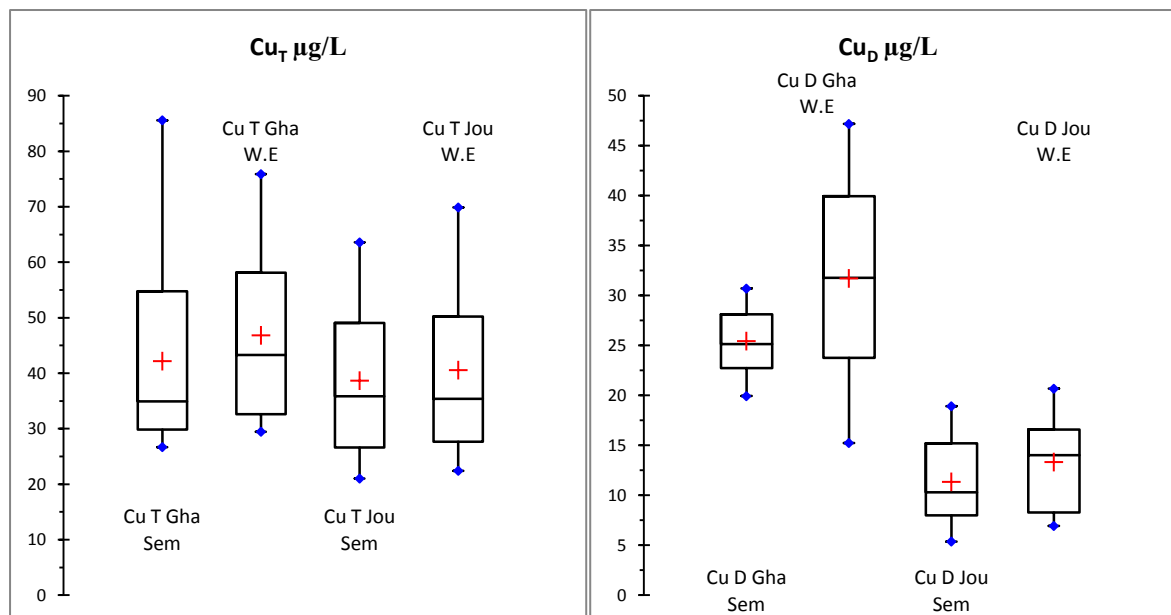 Cu_T µg/L
90
80
70
60
50
40
30
20
10
0
Cu T Gha
W.E
Cu T Jou
W.E
Cu T Gha
Sem
Cu T Jou
Sem
Cu_D µg/L
50
45
40
35
30
25
20
15
10
5
0
Cu D Gha
W.E
Cu D Jou
W.E
Cu D Gha
Sem
Cu D Jou
Sem